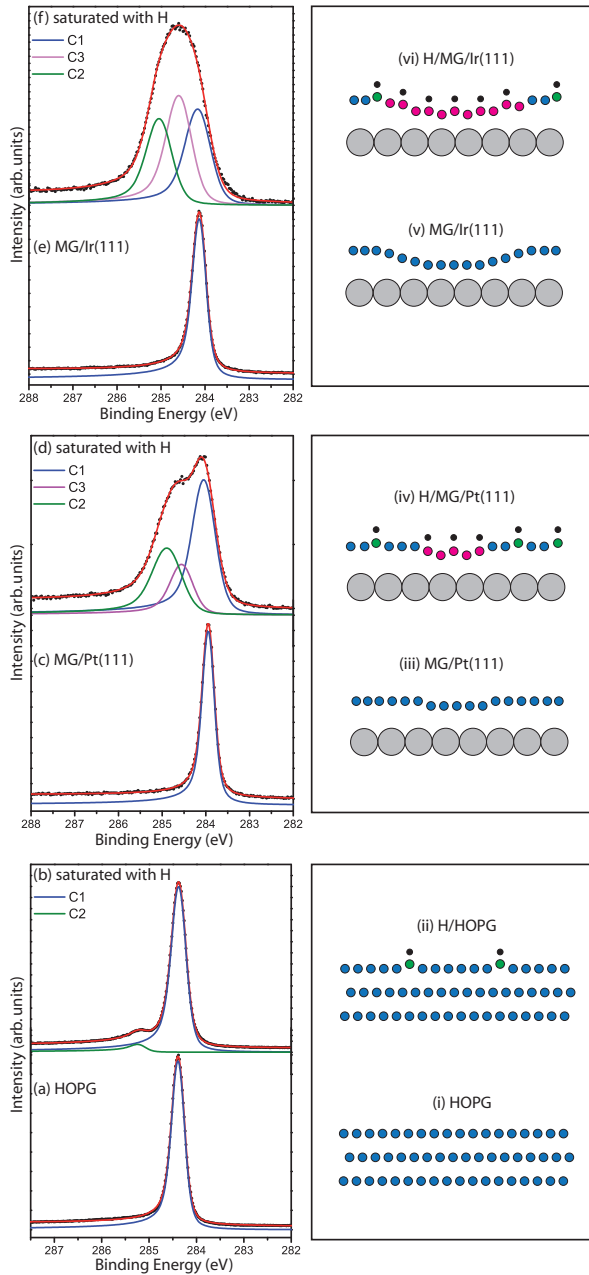 (f) saturated with H
C1
C3
C2
(e) MG/Ir(111)
Intensity (arb. units)
288 287 286 285 284 283 282
Binding Energy (eV)
(vi) H/MG/Ir(111)
(v) MG/Ir(111)
(d) saturated with H
C1
C3
C2
(c) MG/Pt(111)
Intensity (arb. units)
288 287 286 285 284 283 282
Binding Energy (eV)
(iv) H/MG/Pt(111)
(iii) MG/Pt(111)
(b) saturated with H
C1
C2
(a) HOPG
Intensity (arb. units)
287 286 285 284 283 282
Binding Energy (eV)
(ii) H/HOPG
(i) HOPG